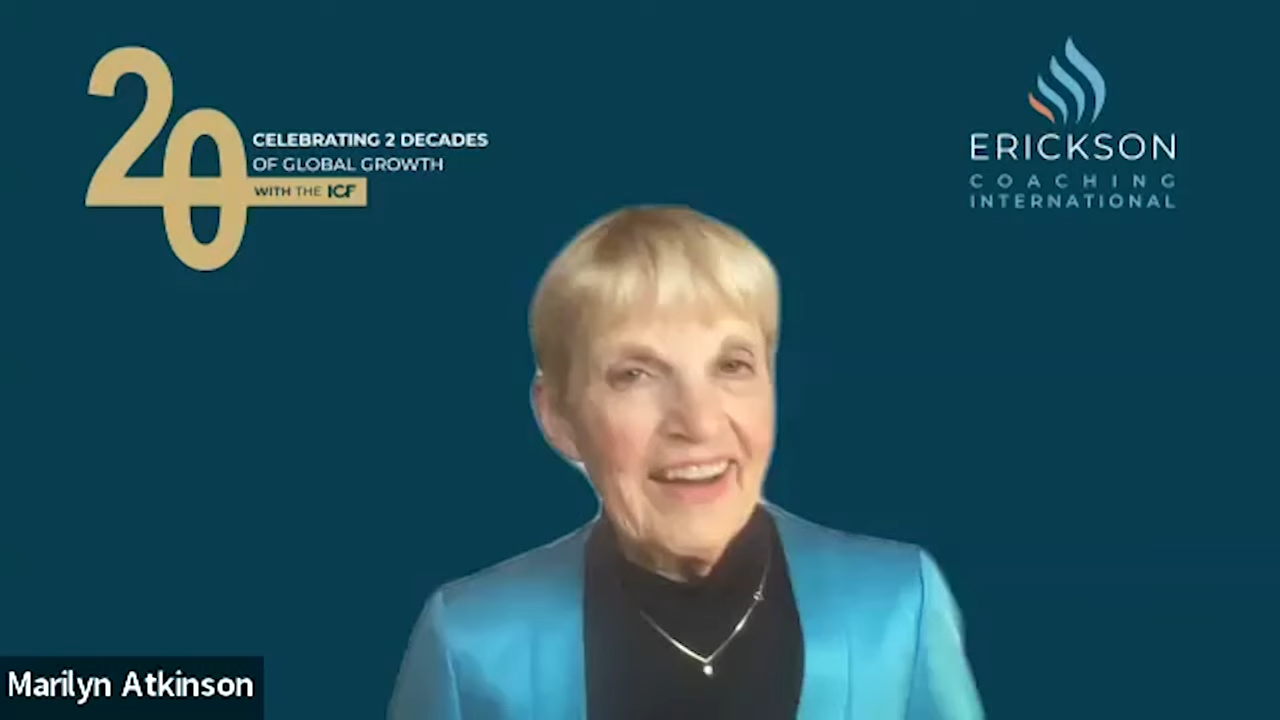 20
CELEBRATING 2 DECADES
OF GLOBAL GROWTH
WITH THE ICF
ERICKSON
COACHING
INTERNATIONAL
Marilyn Atkinson